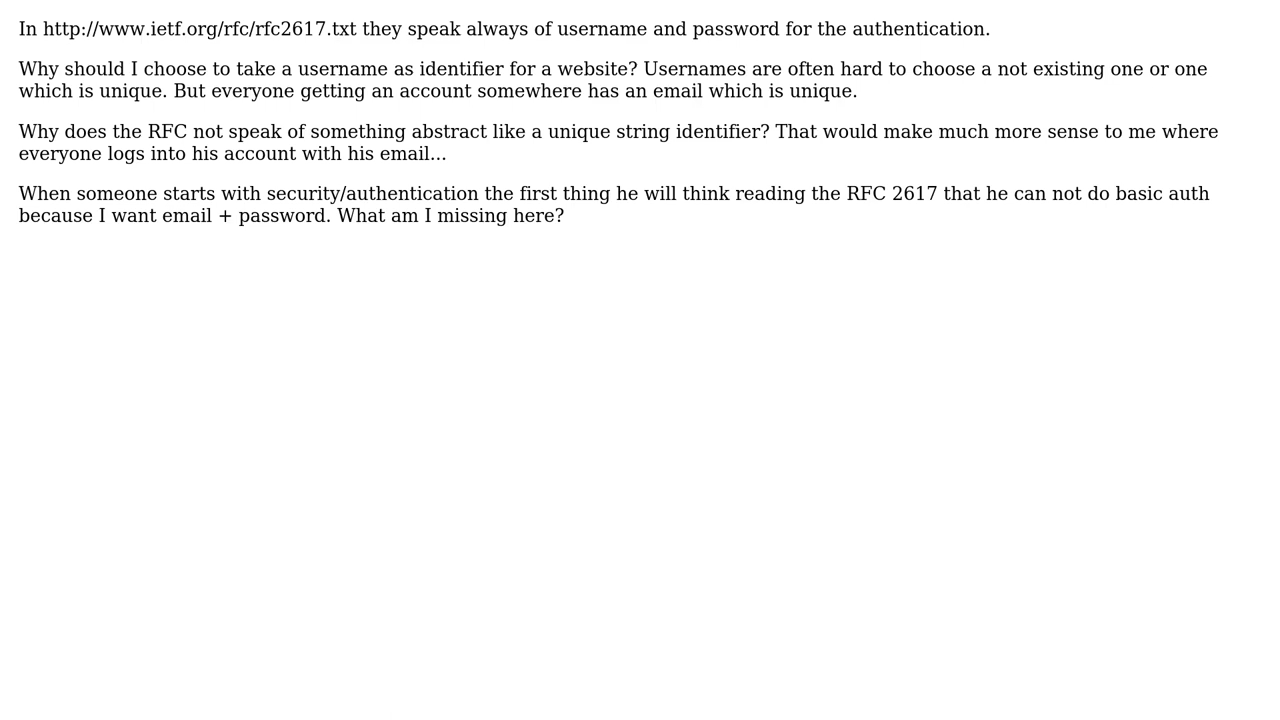 In http://www.ietf.org/rfc/rfc2617.txt they speak always of username and password for the authentication.
Why should I choose to take a username as identifier for a website? Usernames are often hard to choose a not existing one or one
which is unique. But everyone getting an account somewhere has an email which is unique.
Why does the RFC not speak of something abstract like a unique string identifier? That would make much more sense to me where
everyone logs into his account with his email...
When someone starts with security/authentication the first thing he will think reading the RFC 2617 that he can not do basic auth
because I want email + password. What am I missing here?